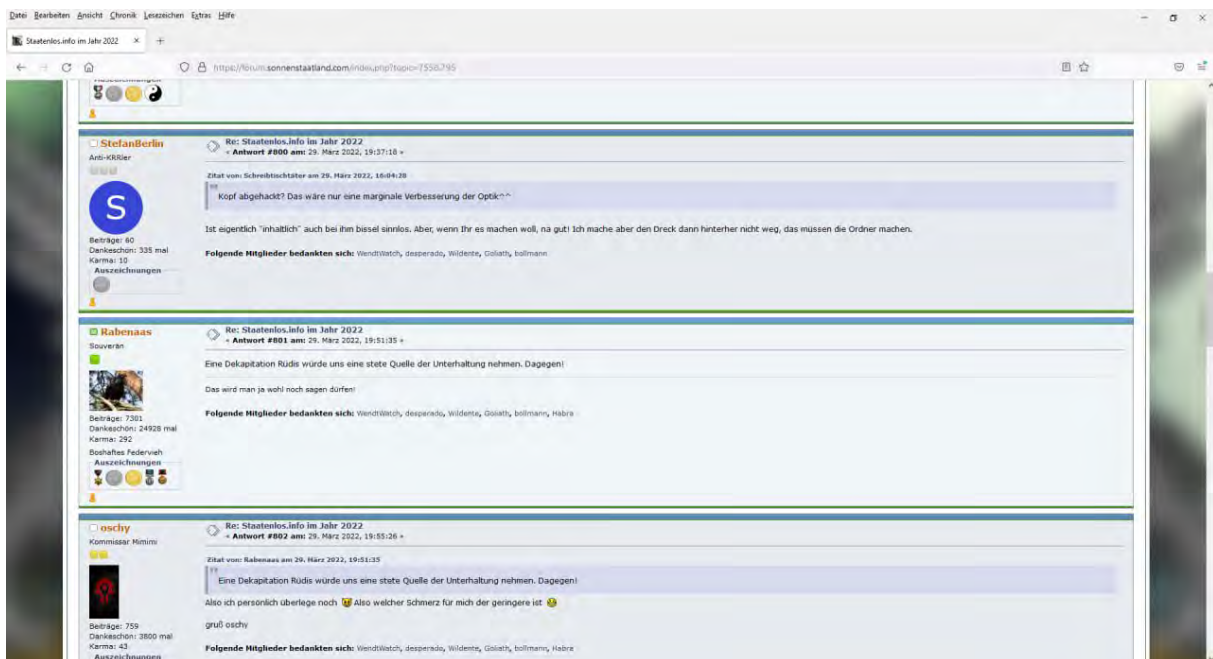 Datei Bearbeiten Ansicht Chronik Lesezeichen Extras Hilfe
Staatenlos.info im Jahr 2022
https://forum.sonnenstaatland.com/index.php?topic=7550.795
Auszeichnungen
StefanBerlin
Anti-KRRler
S
Beiträge: 60
Dankeschön: 335 mal
Karma: 10
Auszeichnungen
Re: Staatenlos.info im Jahr 2022
« Antwort #800 am: 29. März 2022, 19:37:18 »
Zitat von: Schreibtischtäter am 29. März 2022, 16:04:28
Kopf abgehackt? Das wäre nur eine marginale Verbesserung der Optik^^
Ist eigentlich "inhaltlich" auch bei ihm bissel sinnlos. Aber, wenn Ihr es machen woll, na gut! Ich mache aber den Dreck dann hinterher nicht weg, das müssen die Ordner machen.
Folgende Mitglieder bedankten sich: WendtWatch, desperado, Wildente, Goliath, bollmann
Rabenaas
Souverän
Beiträge: 7301
Dankeschön: 24928 mal
Karma: 292
Boshaftes Federvieh
Auszeichnungen
Re: Staatenlos.info im Jahr 2022
« Antwort #801 am: 29. März 2022, 19:51:35 »
Eine Dekapitation Rüdis würde uns eine stete Quelle der Unterhaltung nehmen. Dagegen!
Das wird man ja wohl noch sagen dürfen!
Folgende Mitglieder bedankten sich: WendtWatch, desperado, Wildente, Goliath, bollmann, Habra
oschy
Kommissar Mimimi
Beiträge: 759
Dankeschön: 3800 mal
Karma: 43
Auszeichnungen
Re: Staatenlos.info im Jahr 2022
« Antwort #802 am: 29. März 2022, 19:55:26 »
Zitat von: Rabenaas am 29. März 2022, 19:51:35
Eine Dekapitation Rüdis würde uns eine stete Quelle der Unterhaltung nehmen. Dagegen!
Also ich persönlich überlege noch Also welcher Schmerz für mich der geringere ist
gruß oschy
Folgende Mitglieder bedankten sich: WendtWatch, desperado, Wildente, Goliath, bollmann, Habra